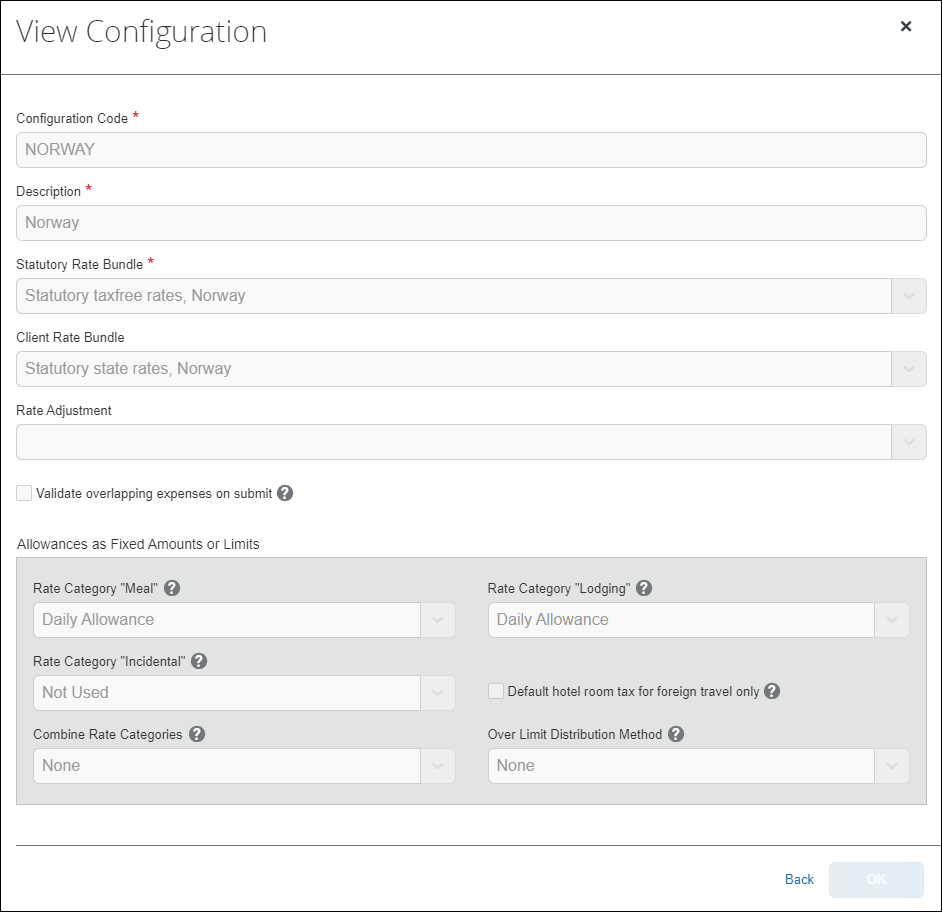 View Configuration
Configuration Code *
NORWAY
Description *
Norway
Statutory Rate Bundle *
Statutory taxfree rates, Norway
Client Rate Bundle
Statutory state rates, Norway
Rate Adjustment
Validate overlapping expenses on submit ?
Allowances as Fixed Amounts or Limits
Rate Category "Meal" ?
Rate Category "Lodging" ?
Daily Allowance
Daily Allowance
Rate Category "Incidental" ?
Not Used
Default hotel room tax for foreign travel only ?
Combine Rate Categories ?
Over Limit Distribution Method ?
None
None
Back
OK